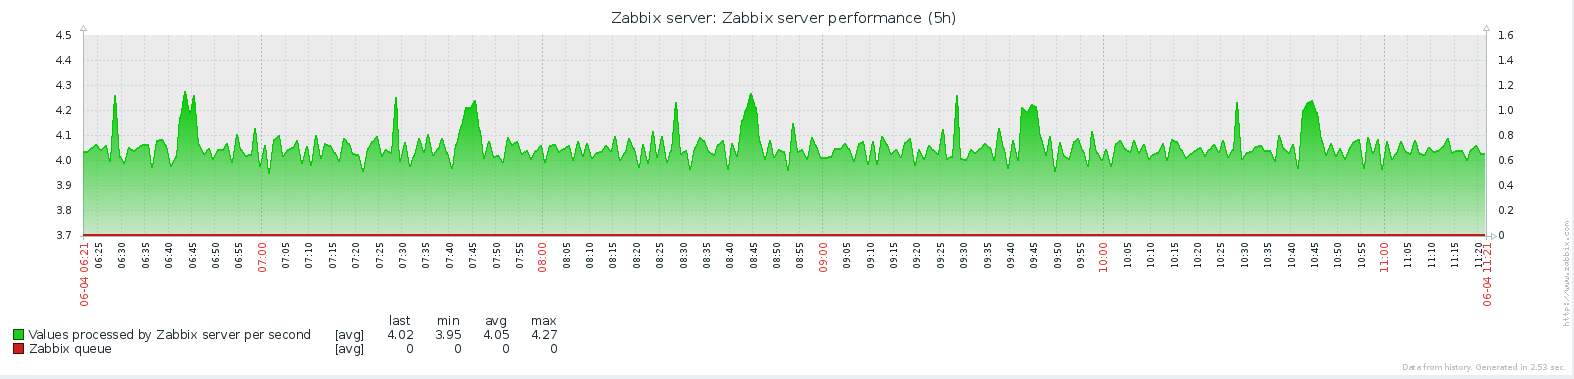 Zabbix server: Zabbix server performance (5h)
4.5 1.6
4.4 1.4
4.3 1.2
4.2 1.0
4.1 0.8
4.0 0.6
3.9 0.4
3.8 0.2
3.7 0
06-04 06:21 06:25 06:30 06:35 06:40 06:45 06:50 06:55 07:00 07:05 07:10 07:15 07:20 07:25 07:30 07:35 07:40 07:45 07:50 07:55 08:00 08:05 08:10 08:15 08:20 08:25 08:30 08:35 08:40 08:45 08:50 08:55 09:00 09:05 09:10 09:15 09:20 09:25 09:30 09:35 09:40 09:45 09:50 09:55 10:00 10:05 10:10 10:15 10:20 10:25 10:30 10:35 10:40 10:45 10:50 10:55 11:00 11:05 11:10 11:15 11:20 06-04 11:21
last min avg max
Values processed by Zabbix server per second [avg] 4.02 3.95 4.05 4.27
Zabbix queue [avg] 0 0 0 0
http://www.zabbix.com
Data from history. Generated in 2.53 sec.